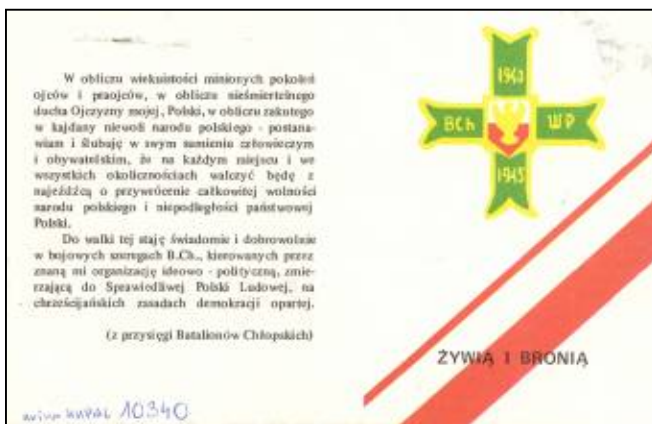 W obliczu wiekuistości minionych pokoleń
ojców i praojców, w obliczu nieśmiertelnego
ducha Ojczyzny mojej, Polski, w obliczu zakutego
w kajdany niewoli narodu polskiego - postana-
wiam i ślubuję w swym sumieniu człowieczym
i obywatelskim, że na każdym miejscu i we
wszystkich okolicznościach walczyć będę z
najeźdźcą o przywrócenie całkowitej wolności
narodu polskiego i niepodległości państwowej
Polski.
Do walki tej staję świadomie i dobrowolnie
w bojowych szeregach B.Ch., kierowanych przez
znaną mi organizację ideowo - polityczną, zmie-
rzającą do Sprawiedliwej Polski Ludowej, na
chrześcijańskich zasadach demokracji opartej.
(z przysięgi Batalionów Chłopskich)
10340
1940
BCh WP
1945
ŻYWIĄ I BRONIĄ